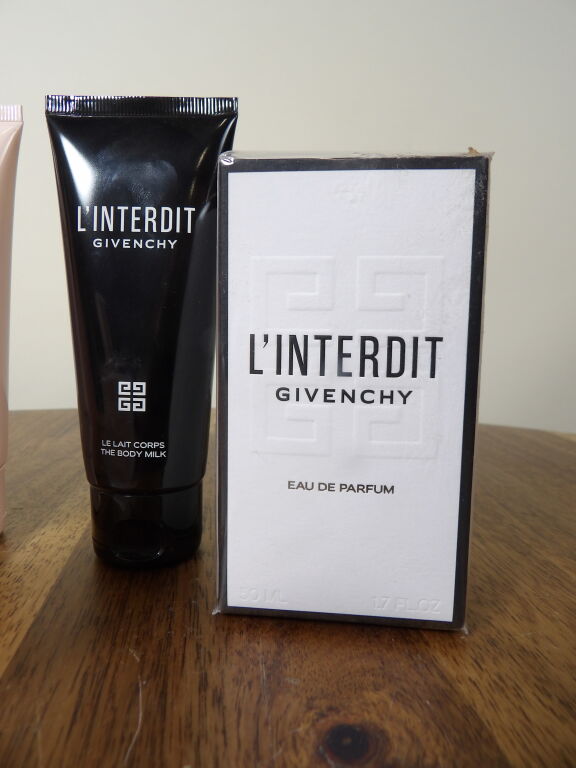 L'INTERDIT
GIVENCHY
LE LAIT CORPS
THE BODY MILK
L'INTERDIT
GIVENCHY
EAU DE PARFUM
50 ML 1.7 FL.OZ